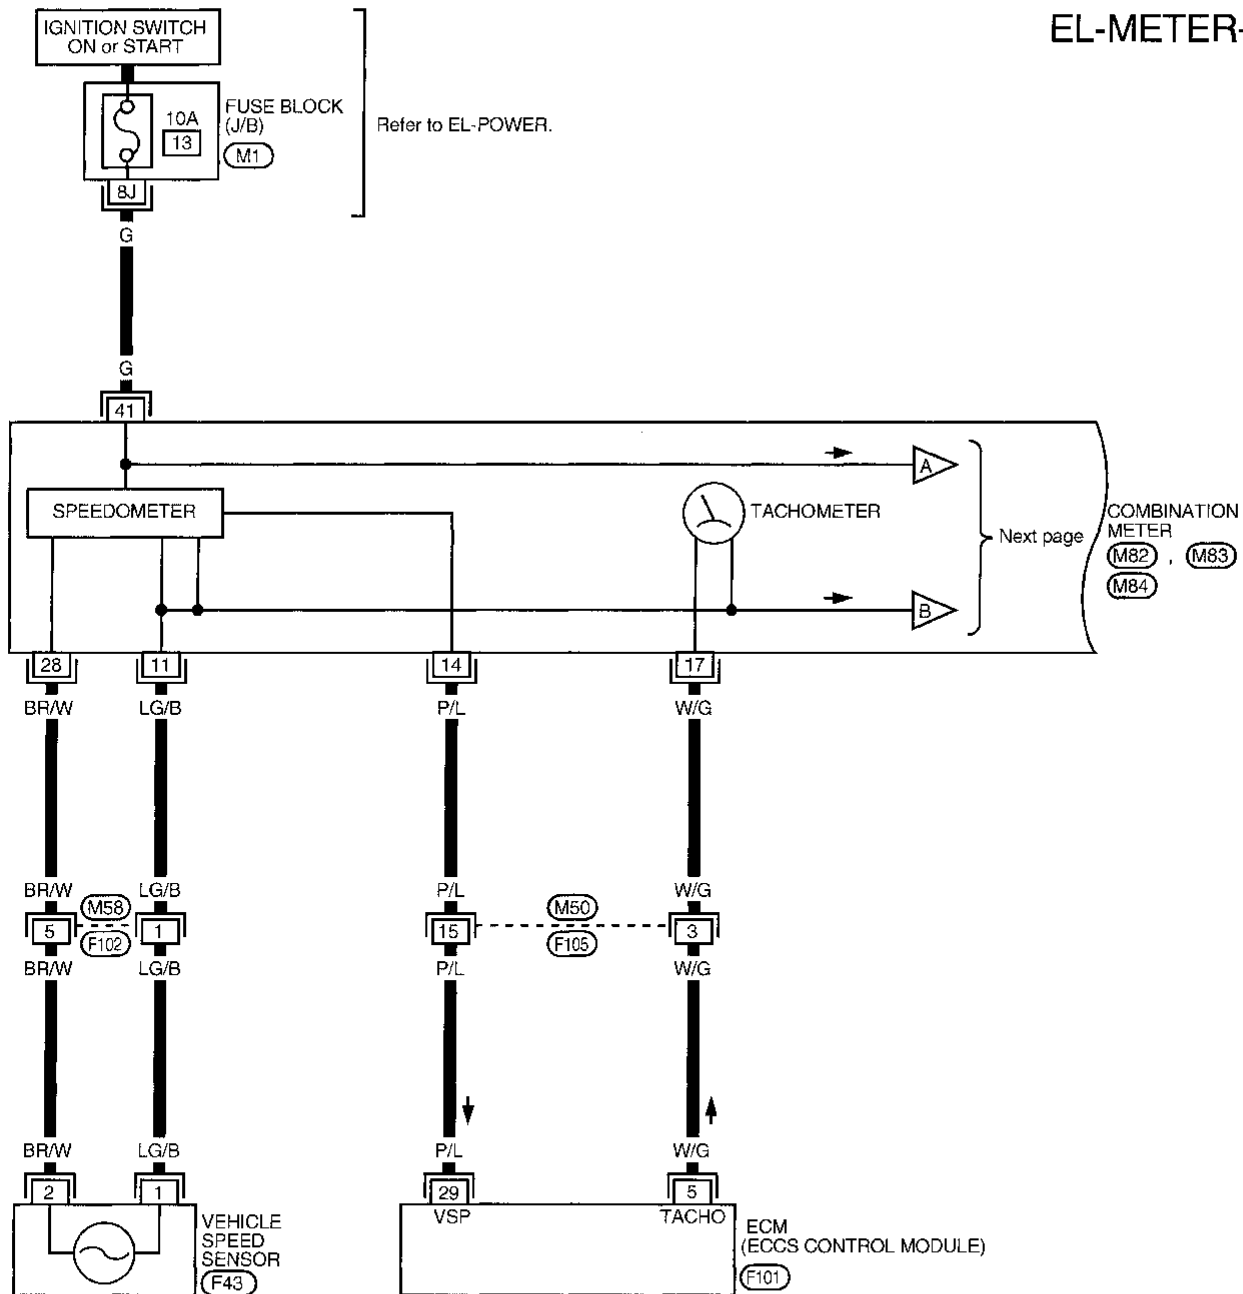 EL-METER-
IGNITION SWITCH
ON or START
10A
13
FUSE BLOCK
(J/B)
M1
Refer to EL-POWER.
8J
G
G
41
A
SPEEDOMETER
TACHOMETER
Next page
COMBINATION
METER
M82 , M83
M84
B
28 11 14 17
BR/W LG/B P/L W/G
BR/W LG/B P/L W/G
M58 M50
5 1 15 3
F102 F105
BR/W LG/B P/L W/G
BR/W LG/B P/L W/G
2 1 29 5
VSP TACHO
VEHICLE
SPEED
SENSOR
F43
ECM
(ECCS CONTROL MODULE)
F101